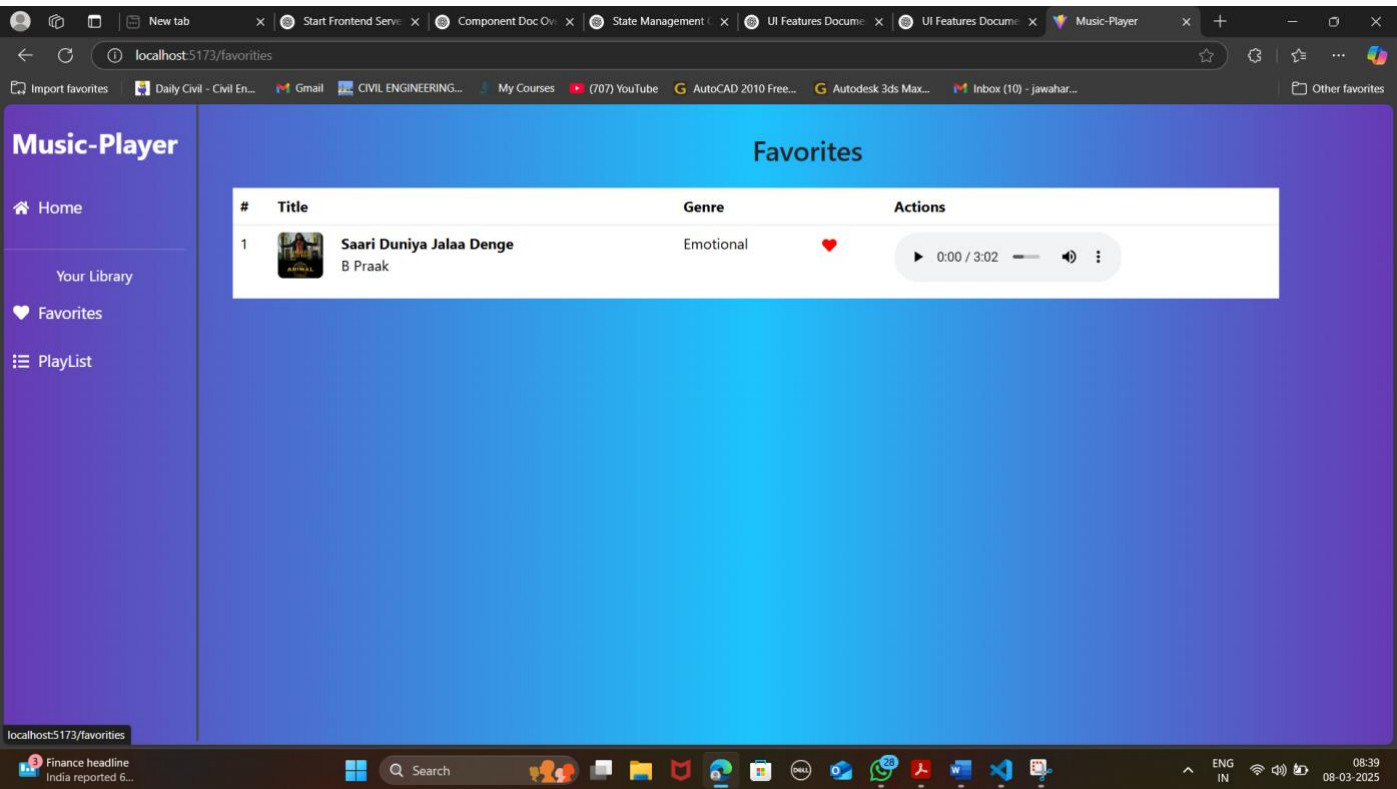 New tab
Start Frontend Serve
Component Doc Ov
State Management
UI Features Docume
UI Features Docume
Music-Player
localhost:5173/favorities
Import favorites
Daily Civil - Civil En...
Gmail
CIVIL ENGINEERING...
My Courses
(707) YouTube
G AutoCAD 2010 Free...
G Autodesk 3ds Max...
Inbox (10) - jawahar...
Other favorites
Music-Player
Favorites
Home
# Title Genre Actions
1 Saari Duniya Jalaa Denge Emotional 0:00 / 3:02
B Praak
ANIMAL
Your Library
Favorites
PlayList
localhost:5173/favorities
3
Finance headline
India reported 6...
Search
DELL
28
W
ENG
IN
08:39
08-03-2025